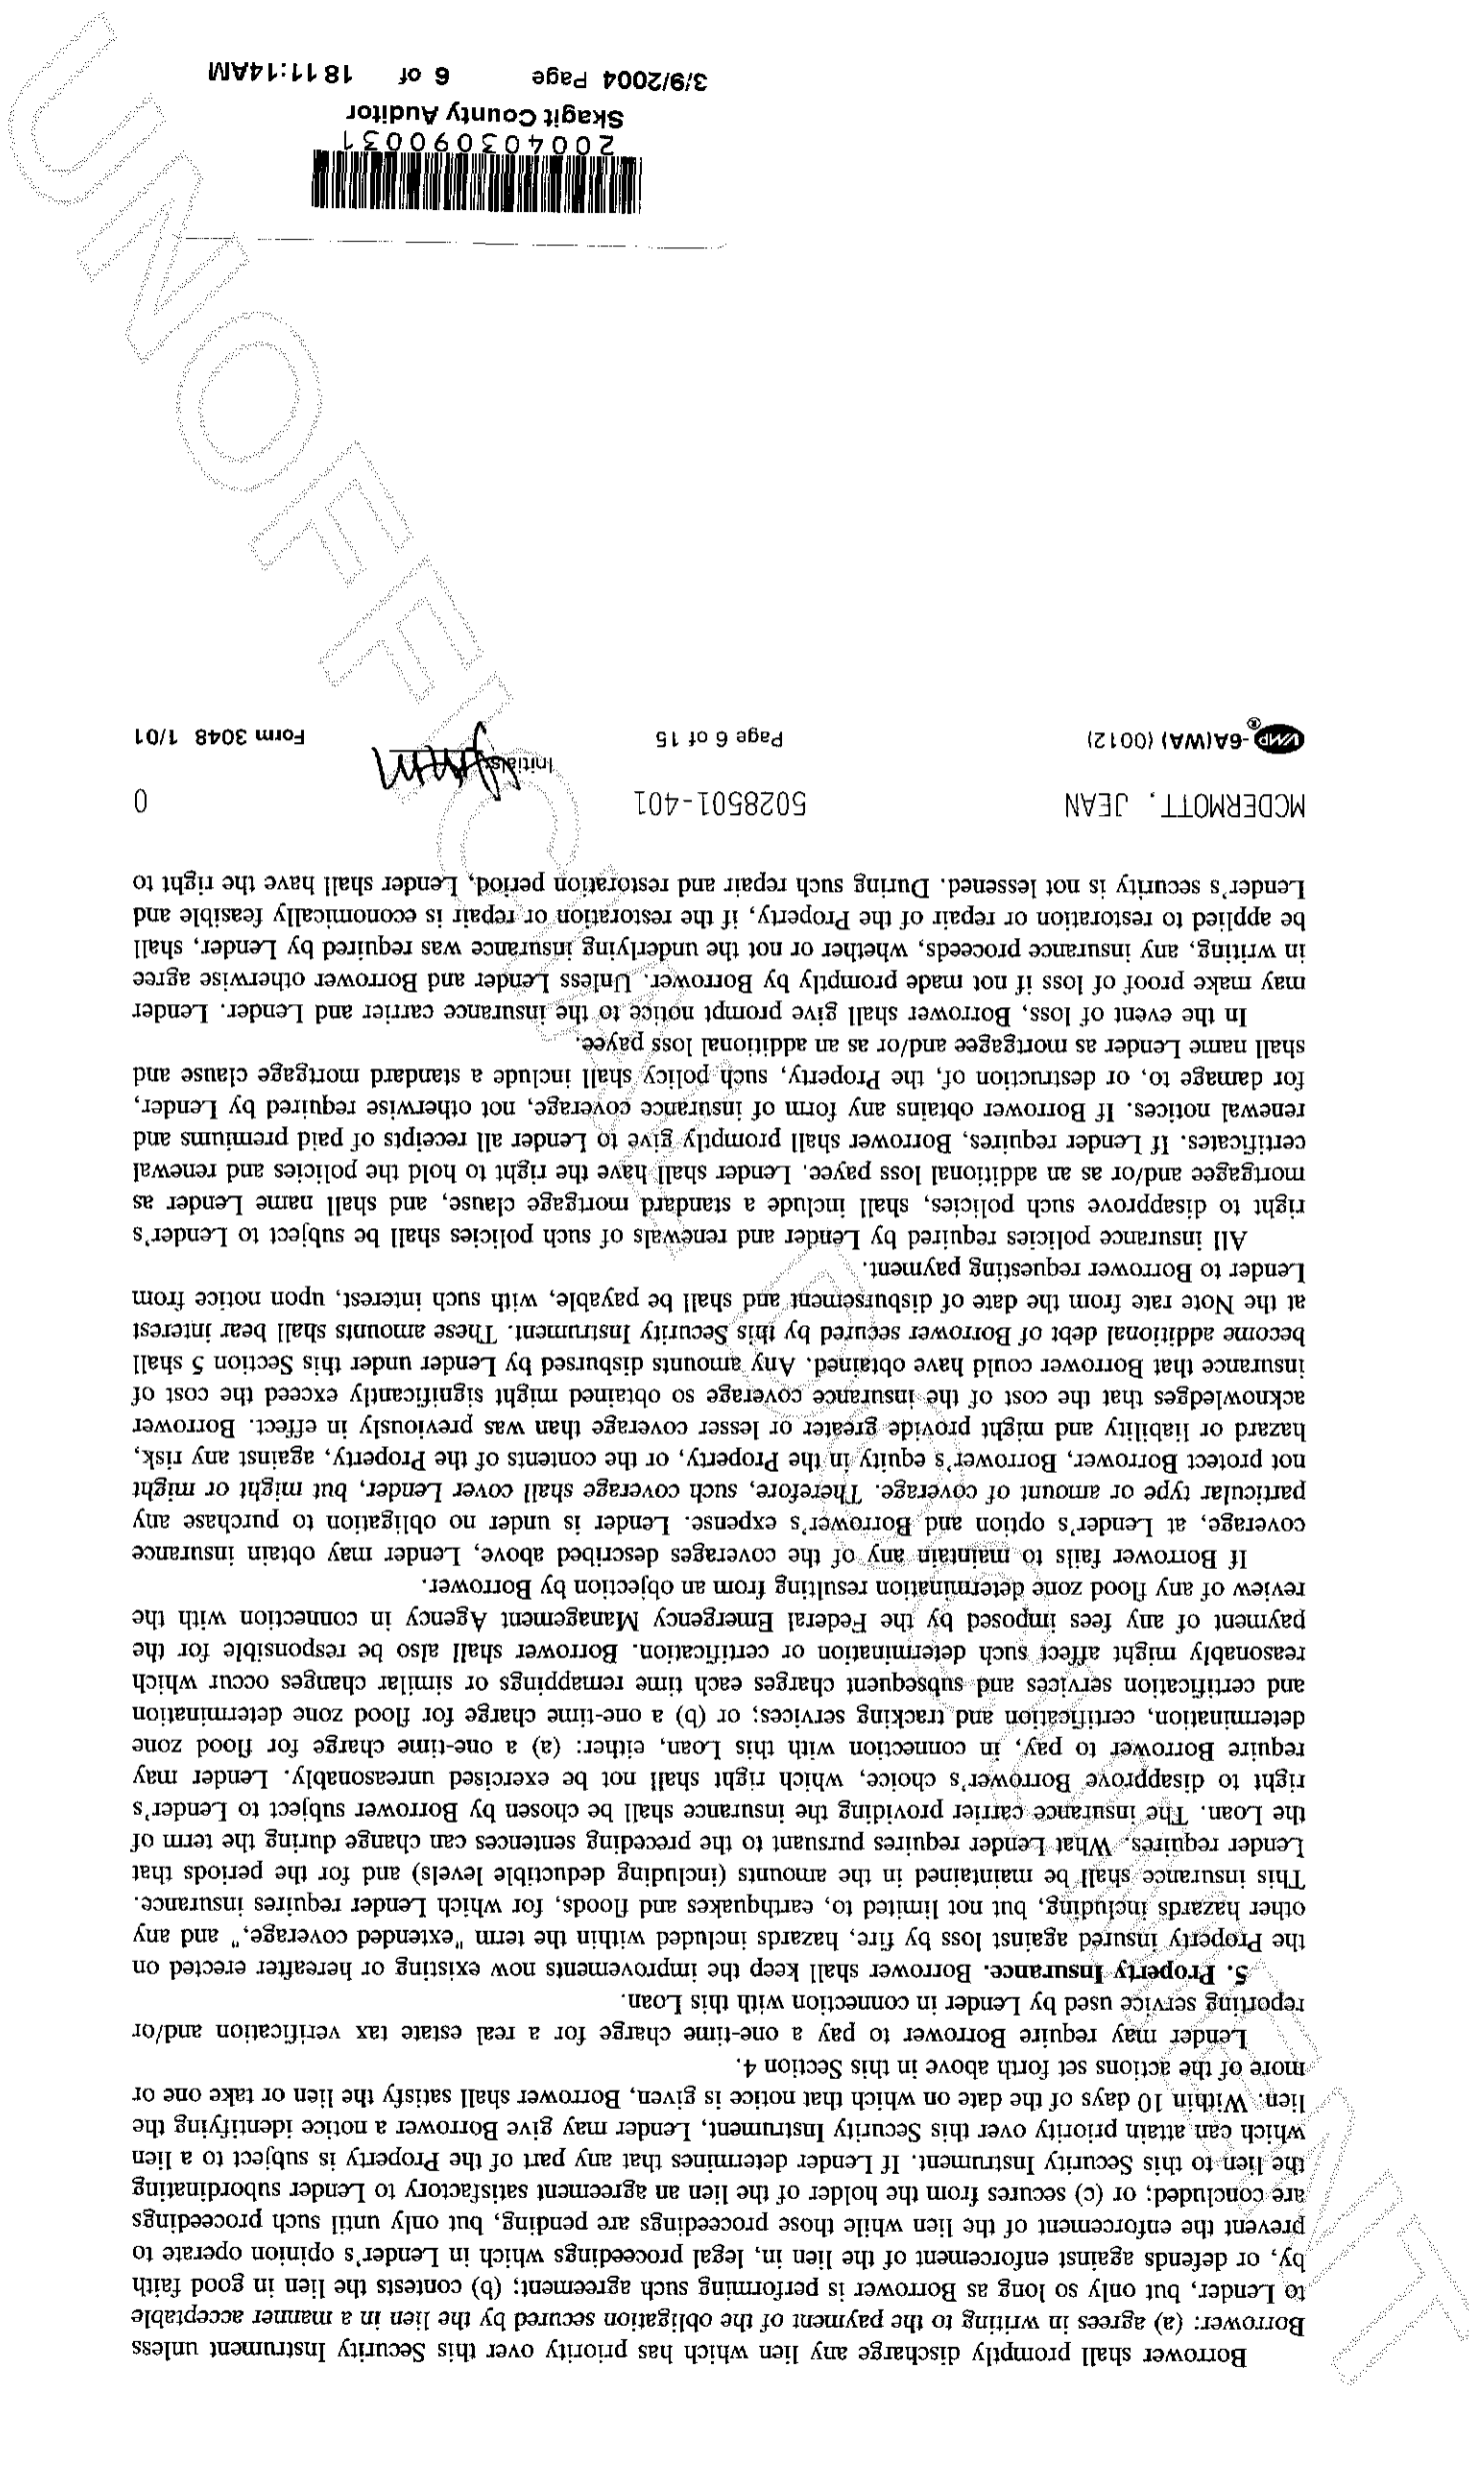 Borrower shall promptly discharge any lien which has priority over this Security Instrument unless
Borrower: (a) agrees in writing to the payment of the obligation secured by the lien in a manner acceptable
to Lender, but only so long as Borrower is performing such agreement; (b) contests the lien in good faith
by, or defends against enforcement of the lien in, legal proceedings which in Lender's opinion operate to
prevent the enforcement of the lien while those proceedings are pending, but only until such proceedings
are concluded; or (c) secures from the holder of the lien an agreement satisfactory to Lender subordinating
the lien to this Security Instrument. If Lender determines that any part of the Property is subject to a lien
which can attain priority over this Security Instrument, Lender may give Borrower a notice identifying the
lien. Within 10 days of the date on which that notice is given, Borrower shall satisfy the lien or take one or
more of the actions set forth above in this Section 4.
Lender may require Borrower to pay a one-time charge for a real estate tax verification and/or
reporting service used by Lender in connection with this Loan.
5. Property Insurance. Borrower shall keep the improvements now existing or hereafter erected on
the Property insured against loss by fire, hazards included within the term "extended coverage," and any
other hazards including, but not limited to, earthquakes and floods, for which Lender requires insurance.
This insurance shall be maintained in the amounts (including deductible levels) and for the periods that
Lender requires. What Lender requires pursuant to the preceding sentences can change during the term of
the Loan. The insurance carrier providing the insurance shall be chosen by Borrower subject to Lender's
right to disapprove Borrower's choice, which right shall not be exercised unreasonably. Lender may
require Borrower to pay, in connection with this Loan, either: (a) a one-time charge for flood zone
determination, certification and tracking services; or (b) a one-time charge for flood zone determination
and certification services and subsequent charges each time remappings or similar changes occur which
reasonably might affect such determination or certification. Borrower shall also be responsible for the
payment of any fees imposed by the Federal Emergency Management Agency in connection with the
review of any flood zone determination resulting from an objection by Borrower.
If Borrower fails to maintain any of the coverages described above, Lender may obtain insurance
coverage, at Lender's option and Borrower's expense. Lender is under no obligation to purchase any
particular type or amount of coverage. Therefore, such coverage shall cover Lender, but might or might
not protect Borrower, Borrower's equity in the Property, or the contents of the Property, against any risk,
hazard or liability and might provide greater or lesser coverage than was previously in effect. Borrower
acknowledges that the cost of the insurance coverage so obtained might significantly exceed the cost of
insurance that Borrower could have obtained. Any amounts disbursed by Lender under this Section 5 shall
become additional debt of Borrower secured by this Security Instrument. These amounts shall bear interest
at the Note rate from the date of disbursement and shall be payable, with such interest, upon notice from
Lender to Borrower requesting payment.
All insurance policies required by Lender and renewals of such policies shall be subject to Lender's
right to disapprove such policies, shall include a standard mortgage clause, and shall name Lender as
mortgagee and/or as an additional loss payee. Lender shall have the right to hold the policies and renewal
certificates. If Lender requires, Borrower shall promptly give to Lender all receipts of paid premiums and
renewal notices. If Borrower obtains any form of insurance coverage, not otherwise required by Lender,
for damage to, or destruction of, the Property, such policy shall include a standard mortgage clause and
shall name Lender as mortgagee and/or as an additional loss payee.
In the event of loss, Borrower shall give prompt notice to the insurance carrier and Lender. Lender
may make proof of loss if not made promptly by Borrower. Unless Lender and Borrower otherwise agree
in writing, any insurance proceeds, whether or not the underlying insurance was required by Lender, shall
be applied to restoration or repair of the Property, if the restoration or repair is economically feasible and
Lender's security is not lessened. During such repair and restoration period, Lender shall have the right to
MCDERMOTT, JEAN 5028501-401 0
Initials:
VMP®-6A(WA) (0012) Page 6 of 15 Form 3048 1/01
200403090031
Skagit County Auditor
3/9/2004 Page 6 of 18 11:14AM
UNOFFICIAL DOCUMENT